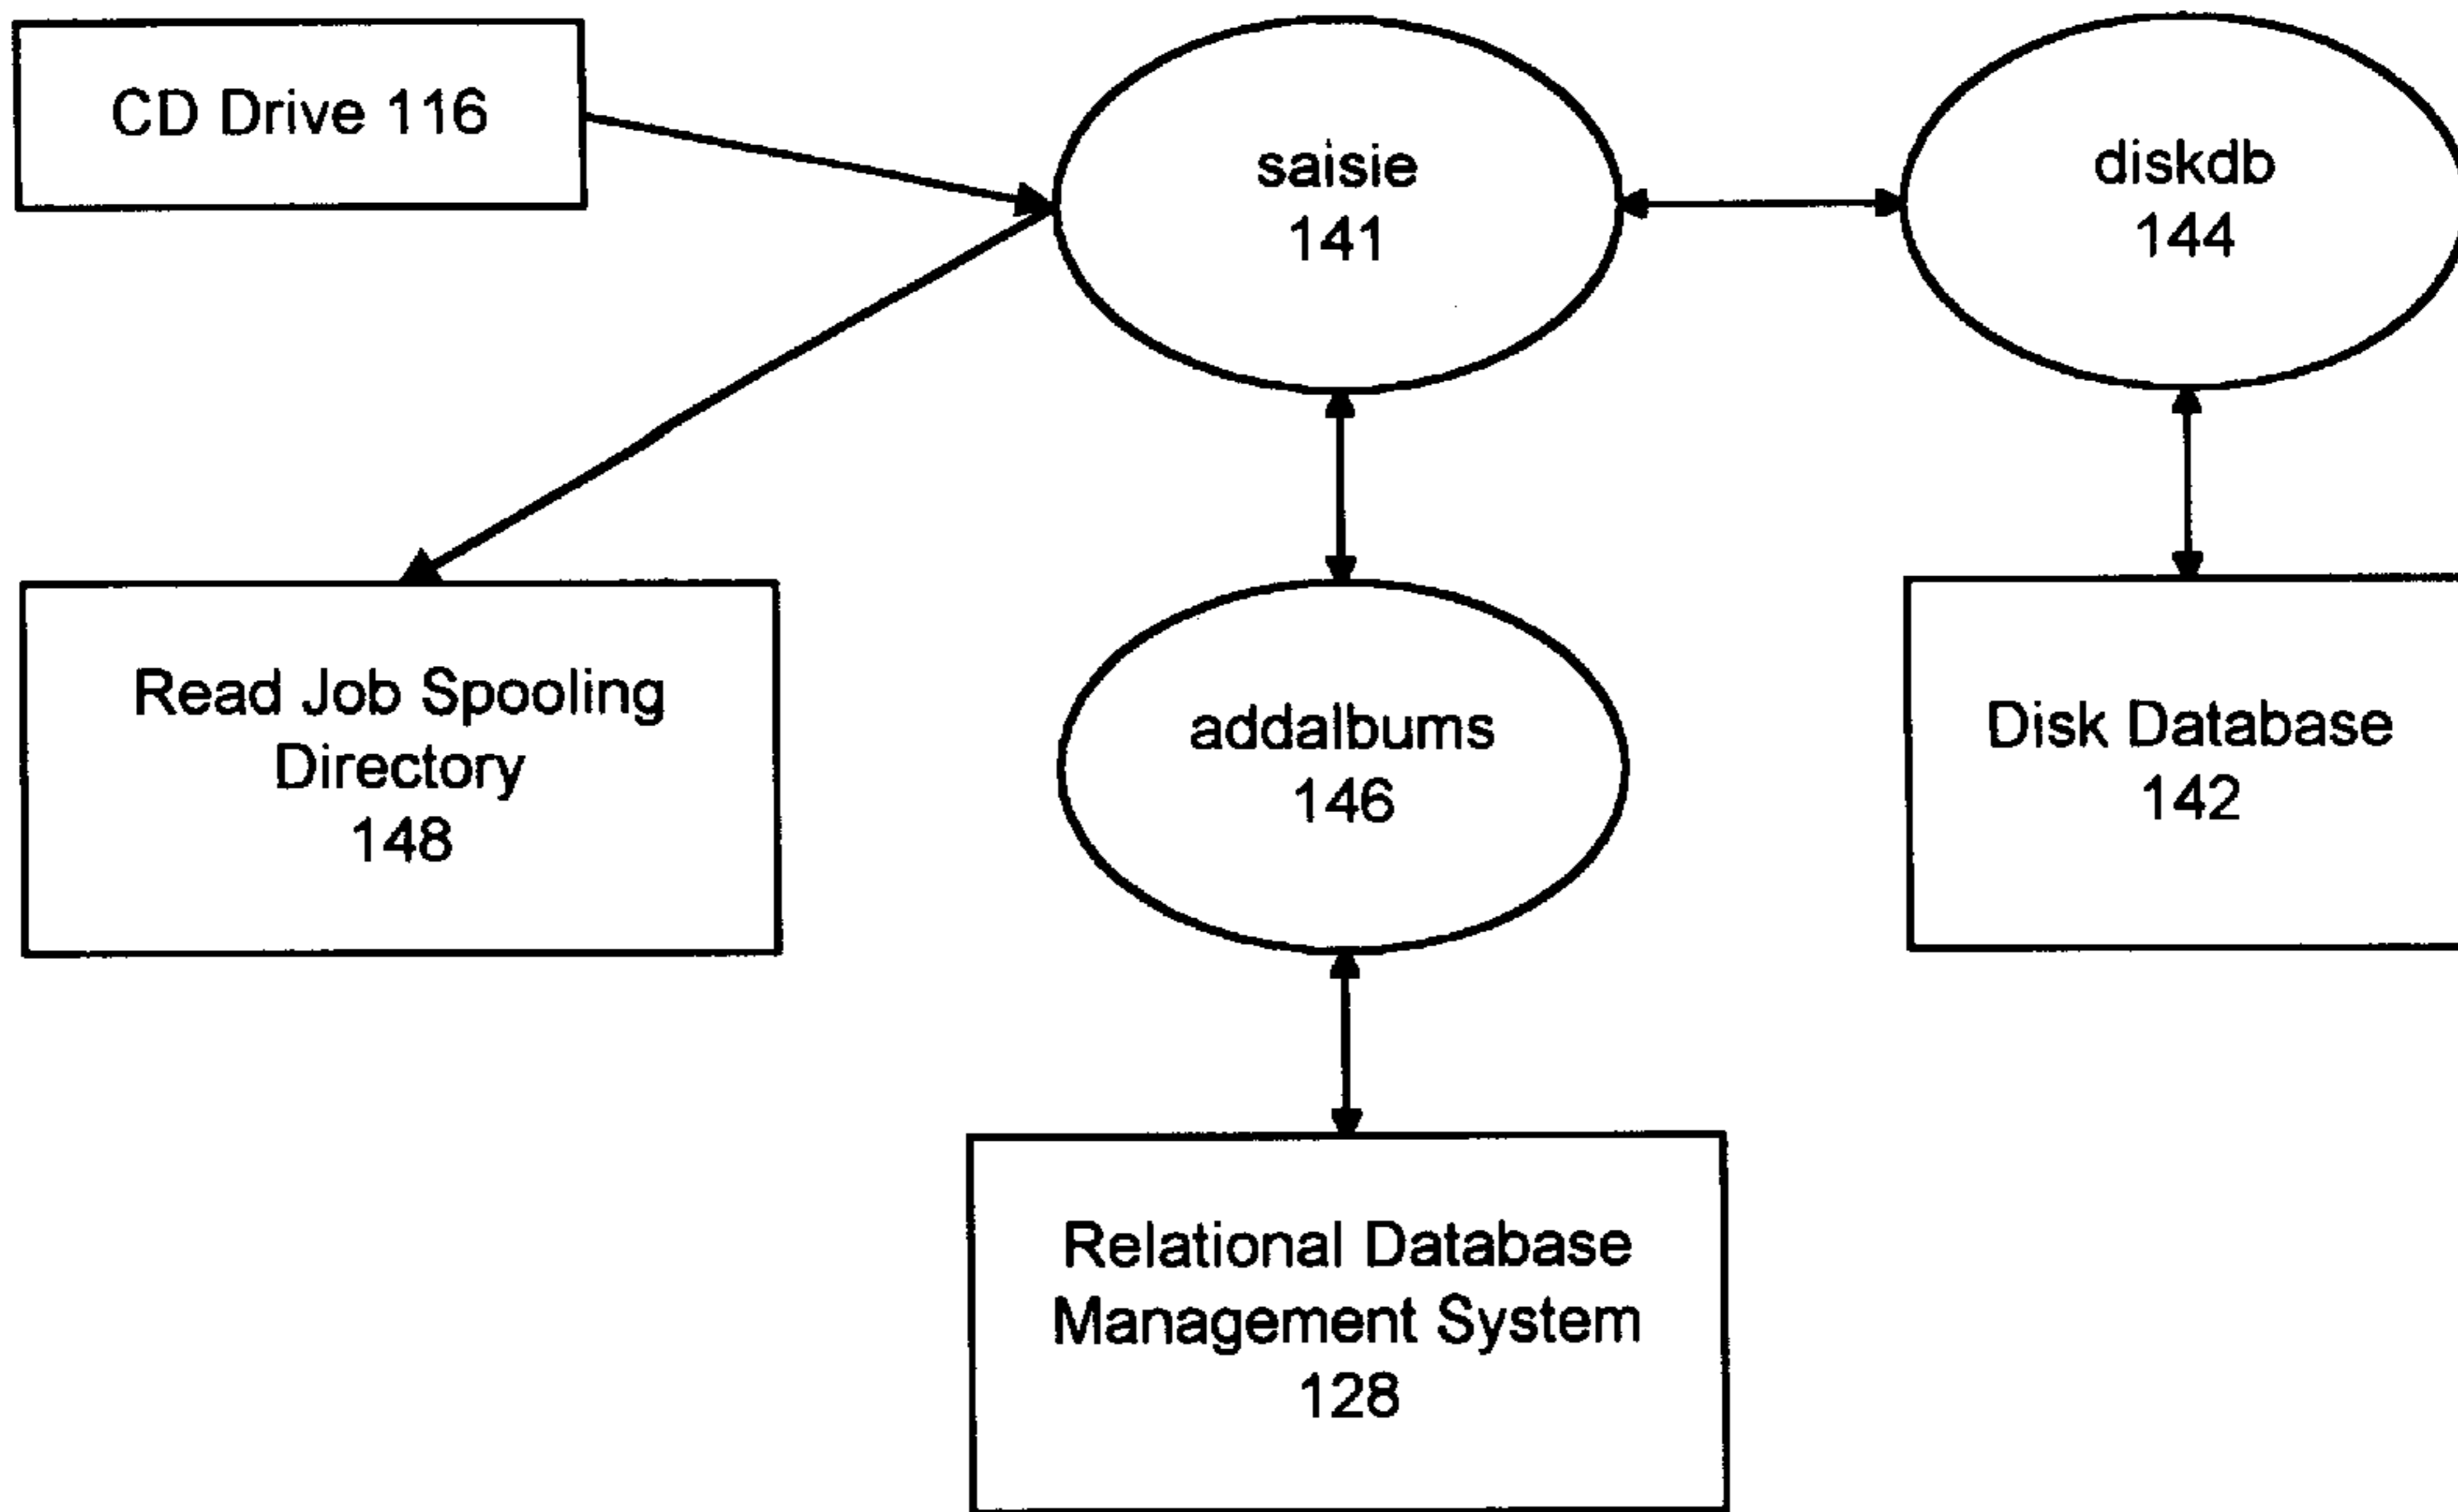 CD Drive 116
saisie
141
diskdb
144
Read Job Spooling
Directory
148
addalbums
146
Disk Database
142
Relational Database
Management System
128